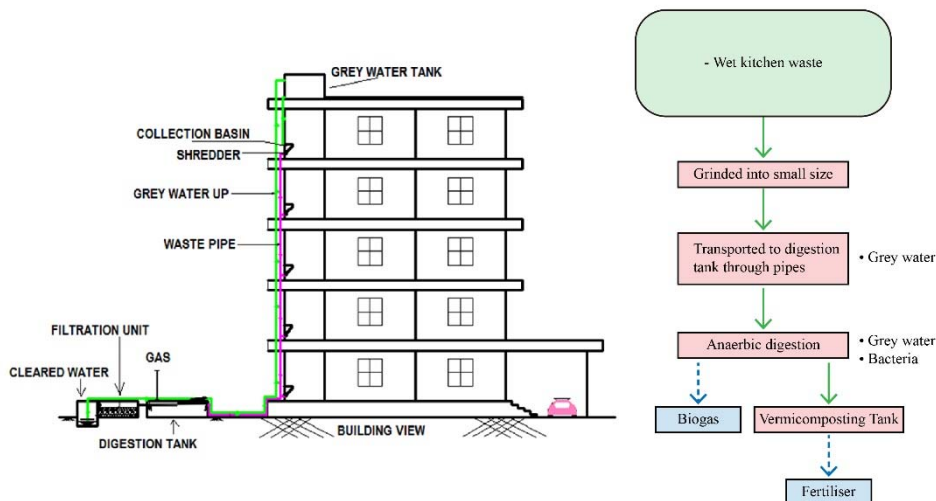 GREY WATER TANK
COLLECTION BASIN
SHREDDER
GREY WATER UP
WASTE PIPE
FILTRATION UNIT
GAS
CLEARED WATER
DIGESTION TANK
BUILDING VIEW
- Wet kitchen waste
Grinded into small size
Transported to digestion
tank through pipes
• Grey water
Anaerbic digestion
• Grey water
• Bacteria
Biogas
Vermicomposting Tank
Fertiliser